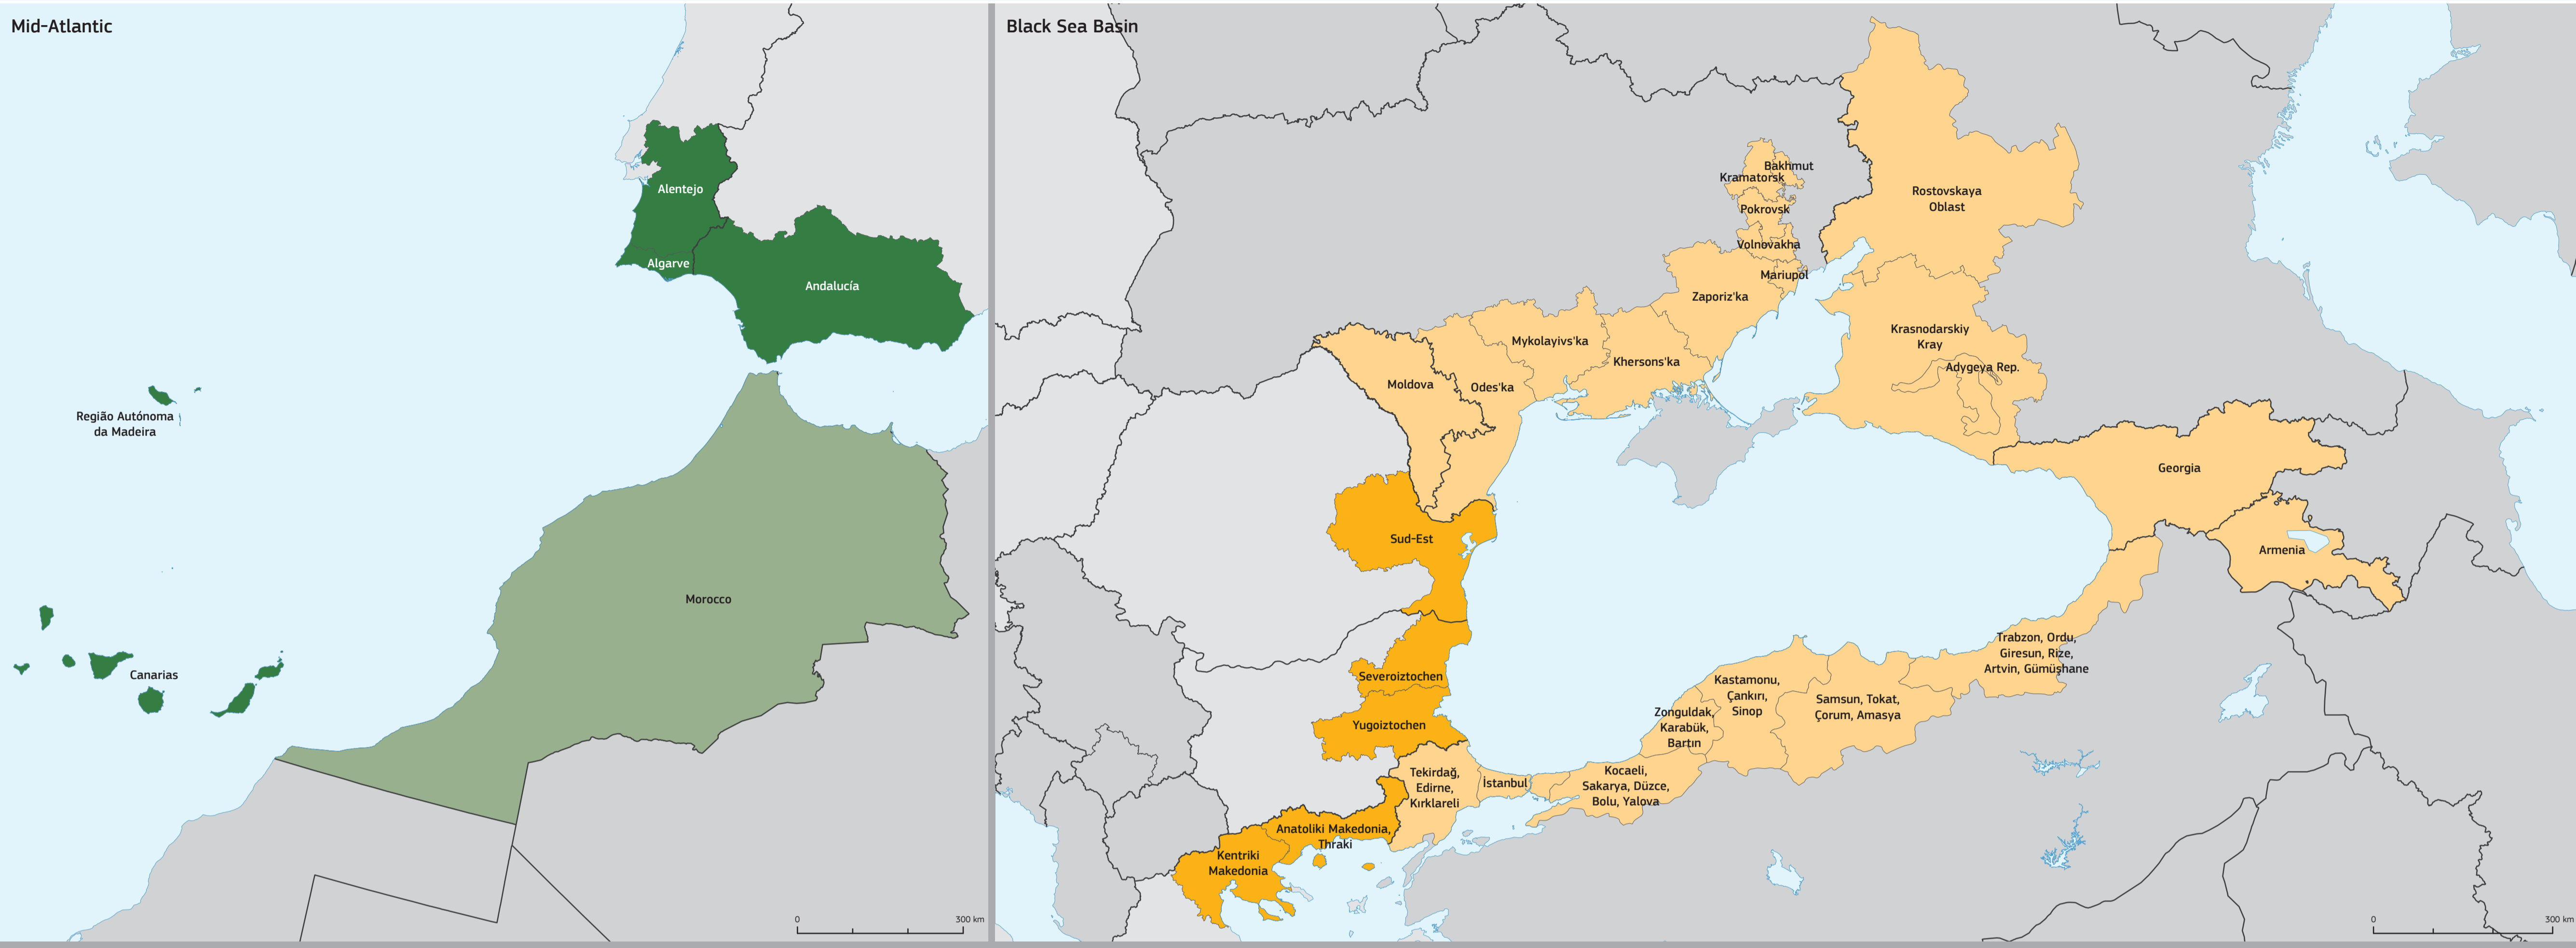 Mid-Atlantic
Alentejo
Algarve
Andalucía
Região Autónoma
da Madeira
Morocco
Canarias
0
300 km
Black Sea Basin
Bakhmut
Kramatorsk
Pokrovsk
Volnovakha
Mariupol
Rostovskaya
Oblast
Zaporiz'ka
Mykolayivs'ka
Khersons'ka
Krasnodarskiy
Kray
Adygeya Rep.
Moldova
Odes'ka
Georgia
Sud-Est
Armenia
Severoiztochen
Yugoiztochen
Trabzon, Ordu,
Giresun, Rize,
Artvin, Gümüşhane
Kastamonu,
Çankırı,
Sinop
Samsun, Tokat,
Çorum, Amasya
Zonguldak,
Karabük,
Bartın
Tekirdağ,
Edirne,
Kırklareli
İstanbul
Kocaeli,
Sakarya, Düzce,
Bolu, Yalova
Anatoliki Makedonia,
Thraki
Kentriki
Makedonia
0
300 km